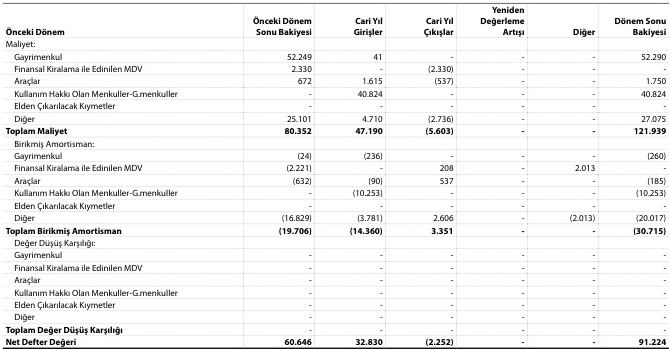 Önceki Dönem Önceki Dönem Sonu Bakiyesi Cari Yıl Girişler Cari Yıl Çıkışlar Yeniden Değerleme Artışı Diğer Dönem Sonu Bakiyesi
Maliyet:
Gayrimenkul 52.249 41 - - - 52.290
Finansal Kiralama ile Edinilen MDV 2.330 - (2.330) - - -
Araçlar 672 1.615 (537) - - 1.750
Kullanım Hakkı Olan Menkuller-G.menkuller - 40.824 - - - 40.824
Elden Çıkarılacak Kıymetler - - - - - -
Diğer 25.101 4.710 (2.736) - - 27.075
Toplam Maliyet 80.352 47.190 (5.603) - - 121.939
Birikmiş Amortisman:
Gayrimenkul (24) (236) - - - (260)
Finansal Kiralama ile Edinilen MDV (2.221) - 208 - 2.013 -
Araçlar (632) (90) 537 - - (185)
Kullanım Hakkı Olan Menkuller-G.menkuller - (10.253) - - - (10.253)
Elden Çıkarılacak Kıymetler - - - - - -
Diğer (16.829) (3.781) 2.606 - (2.013) (20.017)
Toplam Birikmiş Amortisman (19.706) (14.360) 3.351 - - (30.715)
Değer Düşüş Karşılığı:
Gayrimenkul - - - - - -
Finansal Kiralama ile Edinilen MDV - - - - - -
Araçlar - - - - - -
Kullanım Hakkı Olan Menkuller-G.menkuller - - - - - -
Elden Çıkarılacak Kıymetler - - - - - -
Diğer - - - - - -
Toplam Değer Düşüş Karşılığı - - - - - -
Net Defter Değeri 60.646 32.830 (2.252) - - 91.224